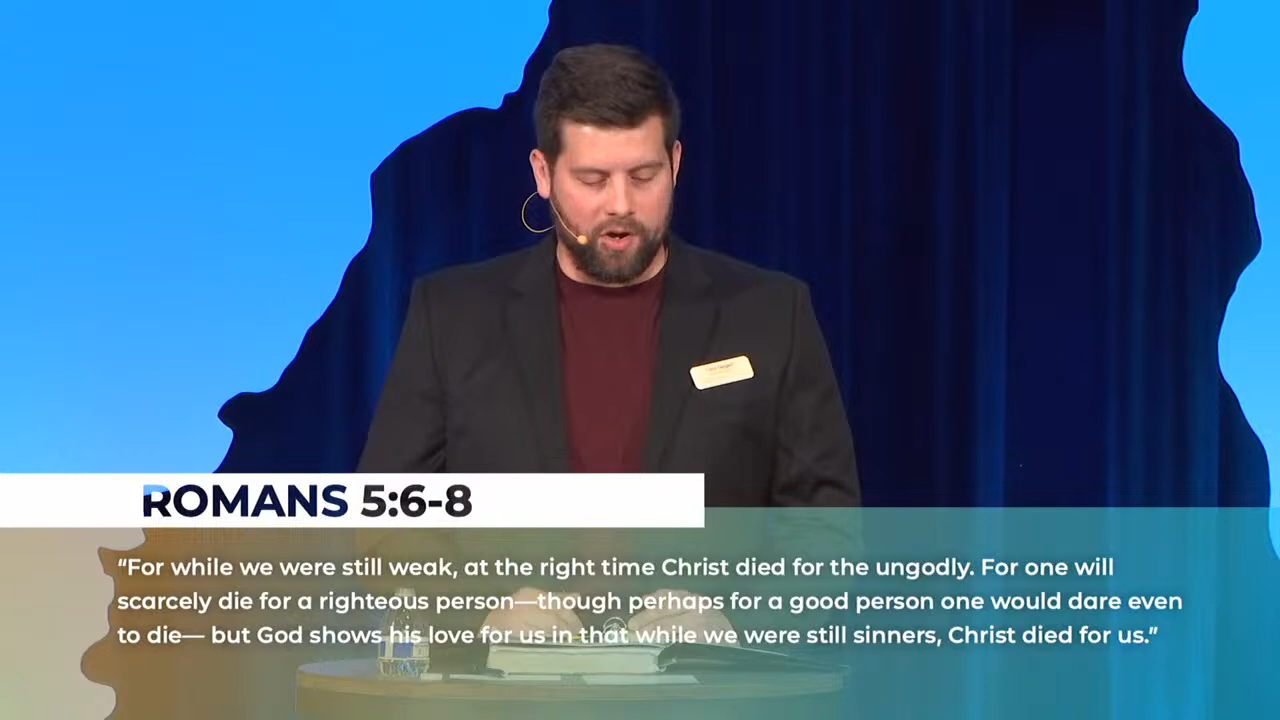 ROMANS 5:6-8
“For while we were still weak, at the right time Christ died for the ungodly. For one will
scarcely die for a righteous person—though perhaps for a good person one would dare even
to die— but God shows his love for us in that while we were still sinners, Christ died for us.”